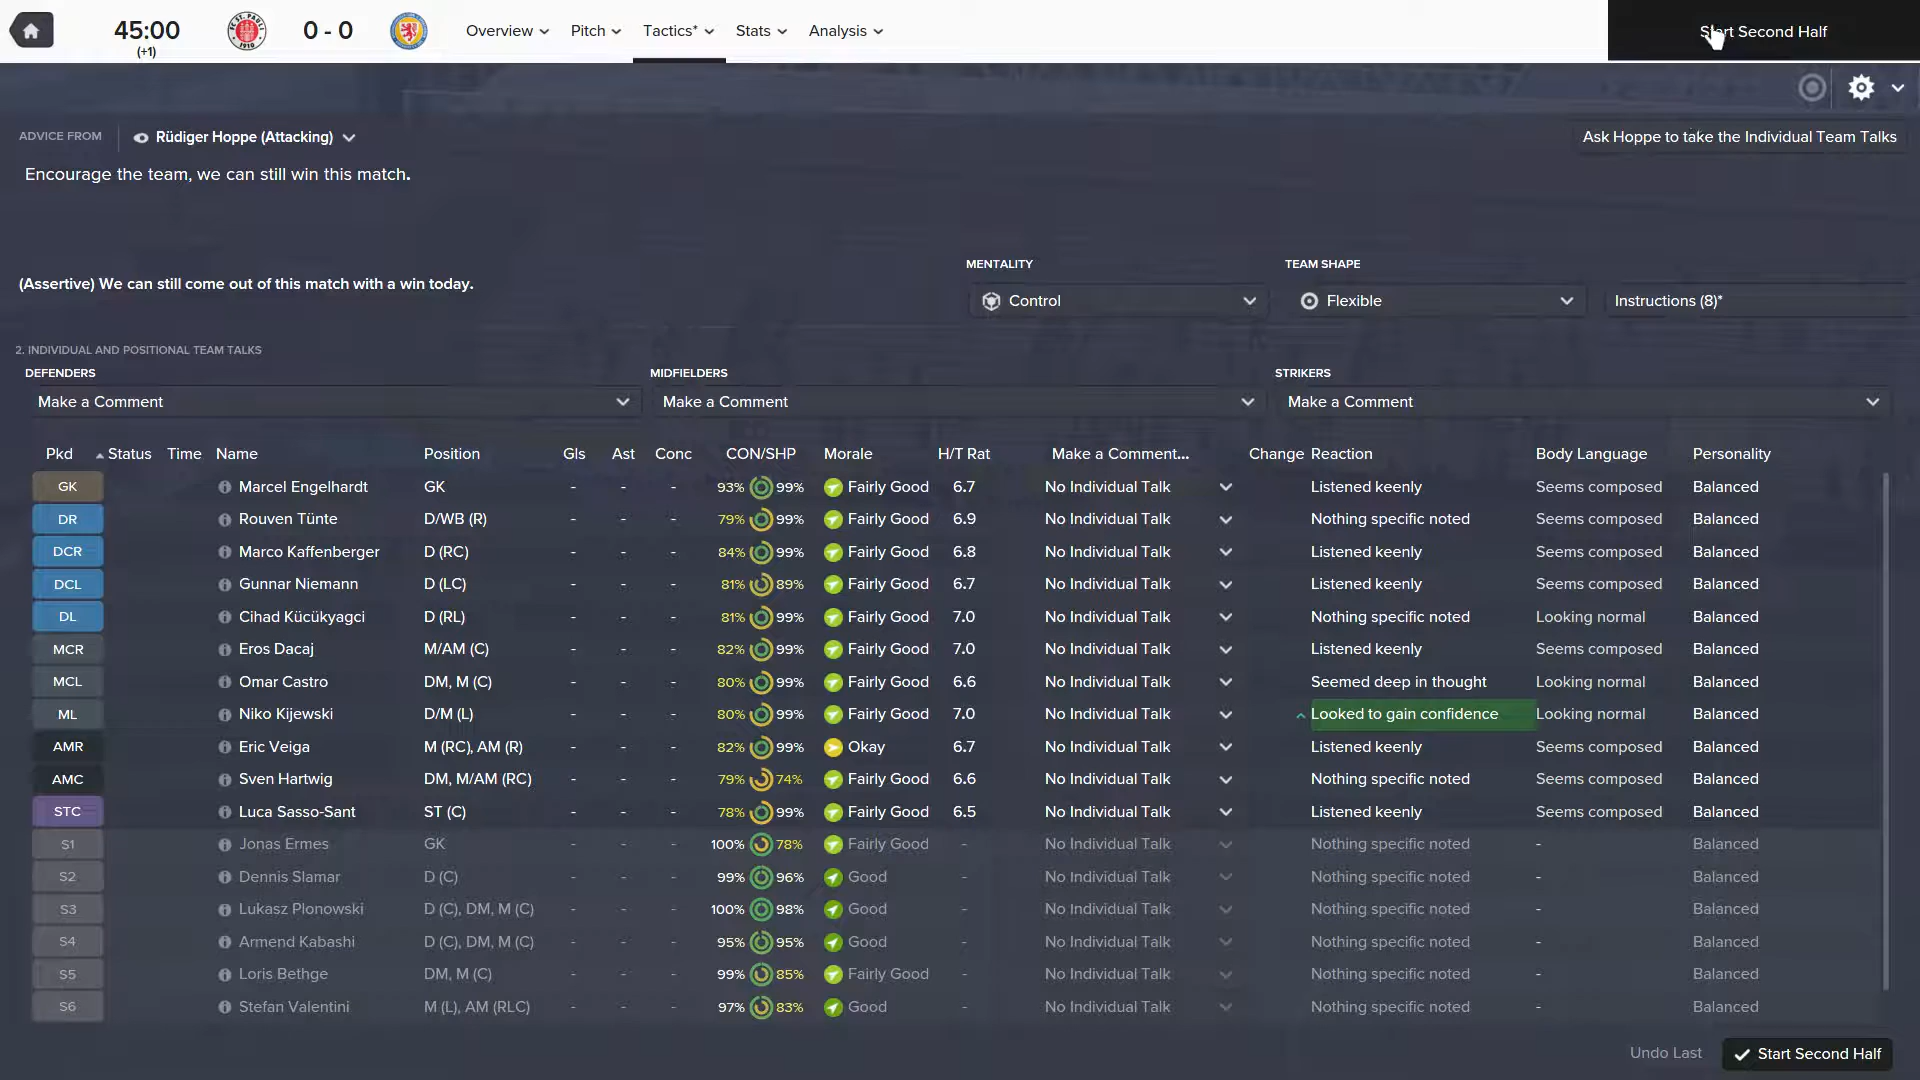 45:00
(+1)
0 - 0
Overview
Pitch
Tactics*
Stats
Analysis
Start Second Half
ADVICE FROM
Rüdiger Hoppe (Attacking)
Ask Hoppe to take the Individual Team Talks
Encourage the team, we can still win this match.
(Assertive) We can still come out of this match with a win today.
MENTALITY
Control
TEAM SHAPE
Flexible
Instructions (8)*
2. INDIVIDUAL AND POSITIONAL TEAM TALKS
DEFENDERS
MIDFIELDERS
STRIKERS
Make a Comment
Make a Comment
Make a Comment
Pkd Status Time Name Position Gls Ast Conc CON/SHP Morale H/T Rat Make a Comment... Change Reaction Body Language Personality
GK Marcel Engelhardt GK - - - 93% 99% Fairly Good 6.7 No Individual Talk Listened keenly Seems composed Balanced
DR Rouven Tünte D/WB (R) - - - 79% 99% Fairly Good 6.9 No Individual Talk Nothing specific noted Seems composed Balanced
DCR Marco Kaffenberger D (RC) - - - 84% 99% Fairly Good 6.8 No Individual Talk Listened keenly Seems composed Balanced
DCL Gunnar Niemann D (LC) - - - 81% 89% Fairly Good 6.7 No Individual Talk Listened keenly Seems composed Balanced
DL Cihad Kücükyagci D (RL) - - - 81% 99% Fairly Good 7.0 No Individual Talk Nothing specific noted Looking normal Balanced
MCR Eros Dacaj M/AM (C) - - - 82% 99% Fairly Good 7.0 No Individual Talk Listened keenly Seems composed Balanced
MCL Omar Castro DM, M (C) - - - 80% 99% Fairly Good 6.6 No Individual Talk Seemed deep in thought Looking normal Balanced
ML Niko Kijewski D/M (L) - - - 80% 99% Fairly Good 7.0 No Individual Talk Looked to gain confidence Looking normal Balanced
AMR Eric Veiga M (RC), AM (R) - - - 82% 99% Okay 6.7 No Individual Talk Listened keenly Seems composed Balanced
AMC Sven Hartwig DM, M/AM (RC) - - - 79% 74% Fairly Good 6.6 No Individual Talk Nothing specific noted Seems composed Balanced
STC Luca Sasso-Sant ST (C) - - - 78% 99% Fairly Good 6.5 No Individual Talk Listened keenly Seems composed Balanced
S1 Jonas Ermes GK - - - 100% 78% Fairly Good - No Individual Talk Nothing specific noted - Balanced
S2 Dennis Slamar D (C) - - - 99% 96% Good - No Individual Talk Nothing specific noted - Balanced
S3 Lukasz Plonowski D (C), DM, M (C) - - - 100% 98% Good - No Individual Talk Nothing specific noted - Balanced
S4 Armend Kabashi D (C), DM, M (C) - - - 95% 95% Good - No Individual Talk Nothing specific noted - Balanced
S5 Loris Bethge DM, M (C) - - - 99% 85% Fairly Good - No Individual Talk Nothing specific noted - Balanced
S6 Stefan Valentini M (L), AM (RLC) - - - 97% 83% Good - No Individual Talk Nothing specific noted - Balanced
Undo Last
Start Second Half